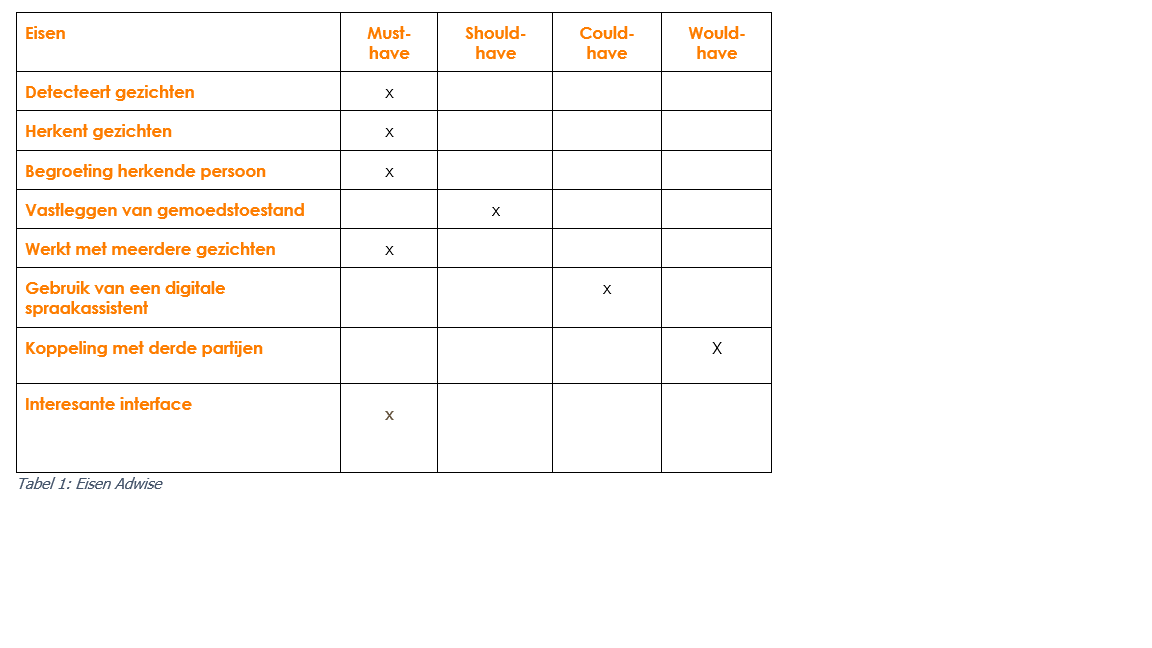 Eisen
Must-
have
Should-
have
Could-
have
Would-
have
Detecteert gezichten
x
Herkent gezichten
x
Begroeting herkende persoon
x
Vastleggen van gemoedstoestand
x
Werkt met meerdere gezichten
x
Gebruik van een digitale
spraakassistent
x
Koppeling met derde partijen
X
Interesante interface
x
Tabel 1: Eisen Adwise